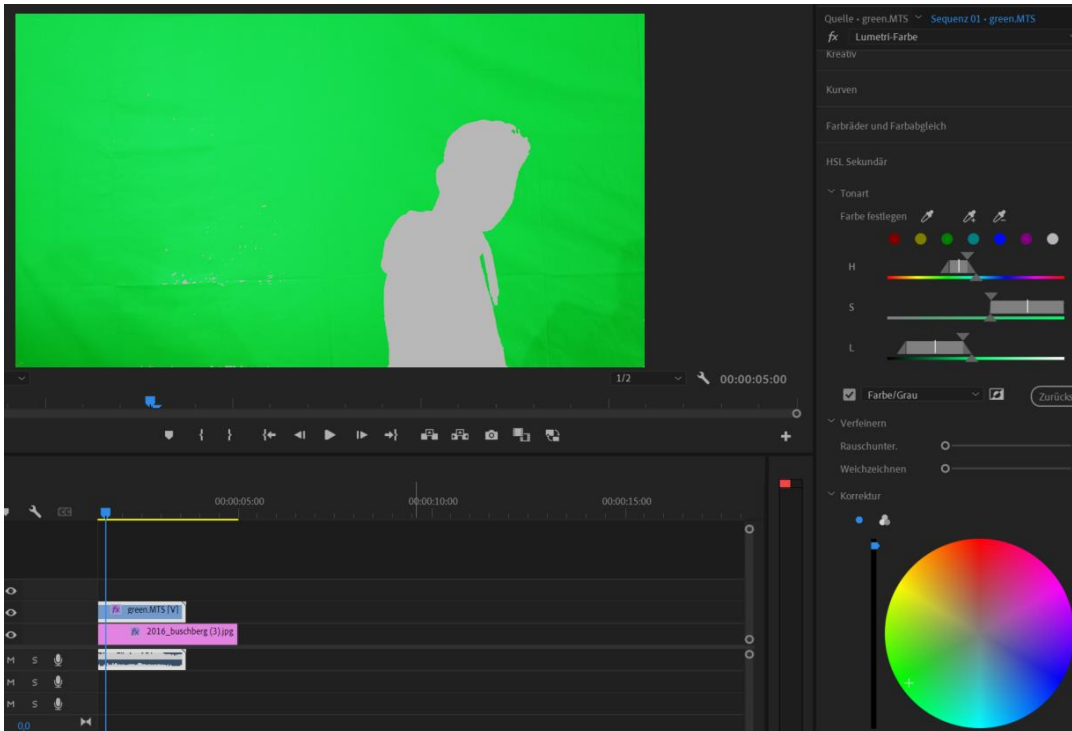 Quelle • green.MTS Sequenz 01 • green.MTS
fx Lumetri-Farbe
Kreativ
Kurven
Farbräder und Farbabgleich
HSL Sekundär
Tonart
Farbe festlegen
H
S
L
Farbe/Grau Zurücks
Verfeinern
Rauschunter.
Weichzeichnen
Korrektur
1/2 00:00:05:00
00:00:05:00 00:00:10:00 00:00:15:00
fx green.MTS [V]
fx 2016_buschberg (3).jpg
M S
M S
M S
0,0